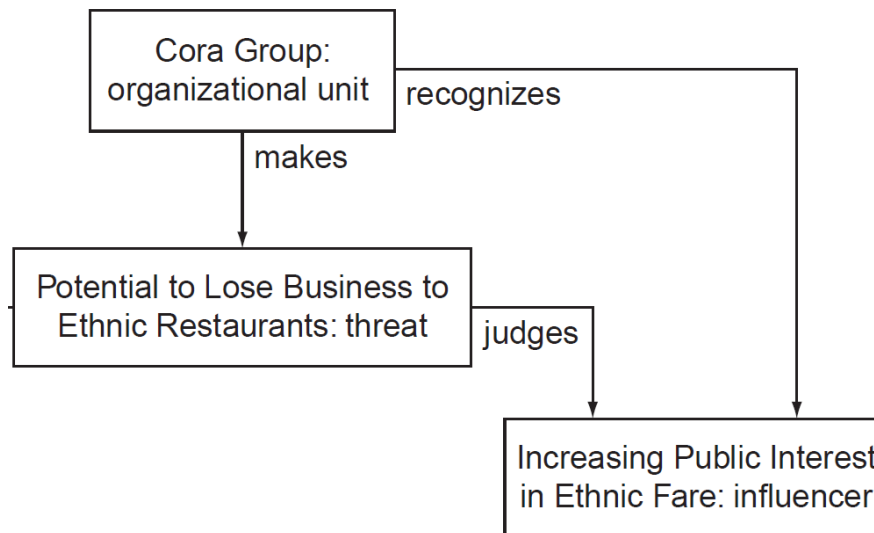 Cora Group:
organizational unit
recognizes
makes
Potential to Lose Business to
Ethnic Restaurants: threat
judges
Increasing Public Interest
in Ethnic Fare: influencer